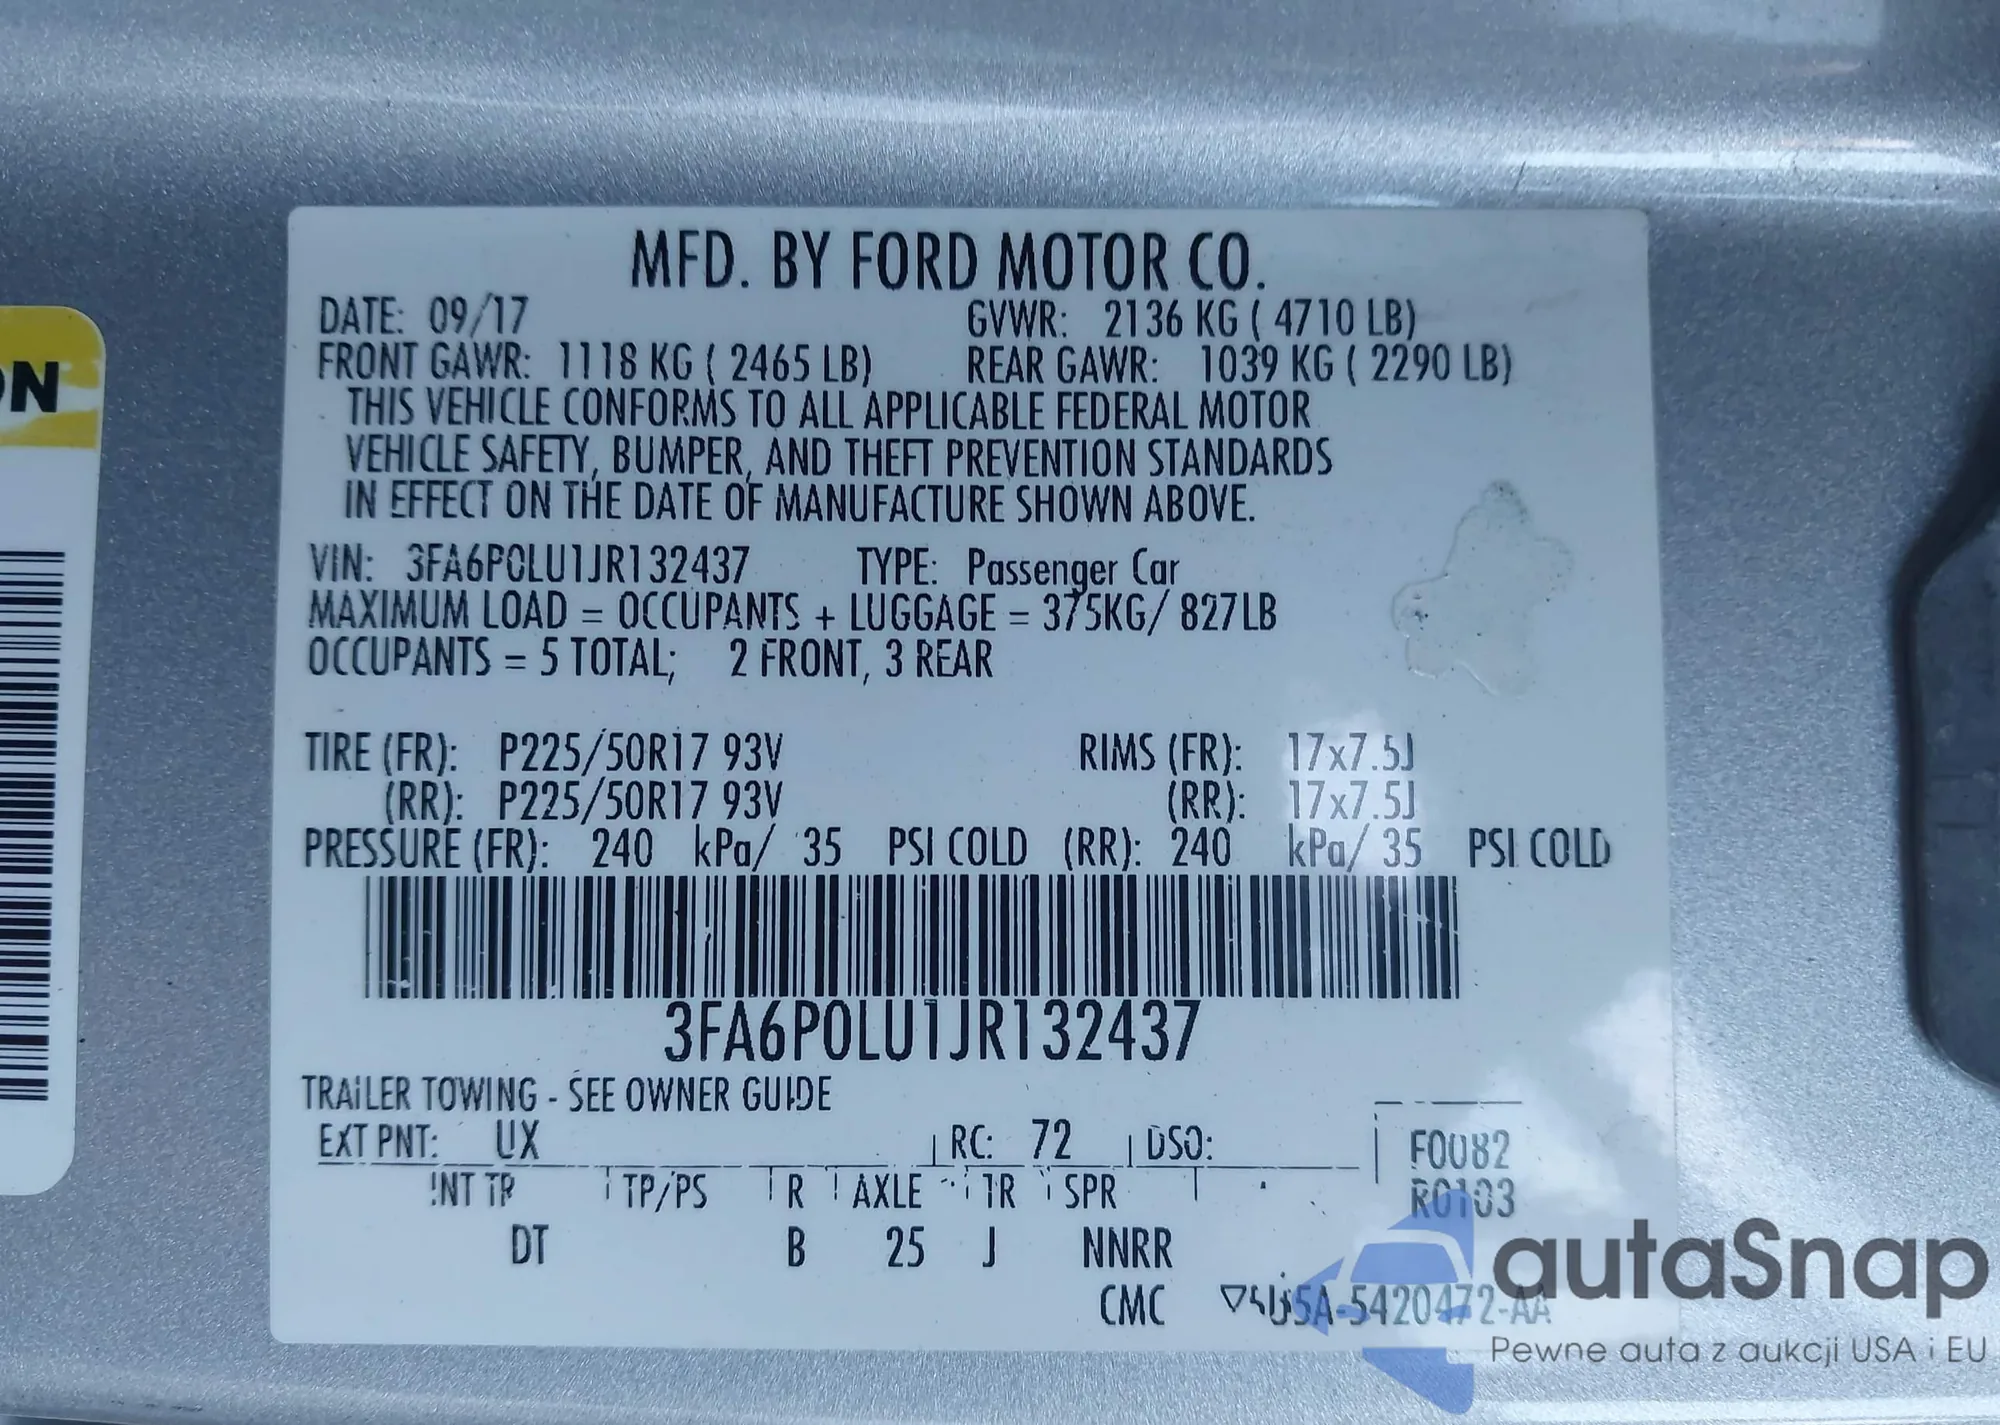 MFD. BY FORD MOTOR CO.
DATE: 09/17 GVWR: 2136 KG ( 4710 LB)
FRONT GAWR: 1118 KG ( 2465 LB) REAR GAWR: 1039 KG ( 2290 LB)
THIS VEHICLE CONFORMS TO ALL APPLICABLE FEDERAL MOTOR
VEHICLE SAFETY, BUMPER, AND THEFT PREVENTION STANDARDS
IN EFFECT ON THE DATE OF MANUFACTURE SHOWN ABOVE.
ON
VIN: 3FA6P0LU1JR132437 TYPE: Passenger Car
MAXIMUM LOAD = OCCUPANTS + LUGGAGE = 375KG/ 827LB
OCCUPANTS = 5 TOTAL; 2 FRONT, 3 REAR
TIRE (FR): P225/50R17 93V RIMS (FR): 17x7.5J
(RR): P225/50R17 93V (RR): 17x7.5J
PRESSURE (FR): 240 kPa/ 35 PSI COLD (RR): 240 kPa/ 35 PSI COLD
3FA6P0LU1JR132437
TRAILER TOWING - SEE OWNER GUIDE
EXT PNT: UX RC: 72 DSO: F0082
INT TR TP/PS R AXLE TR SPR R0103
DT B 25 J NNRR
CMC
autaSnap
Pewne auta z aukcji USA i EU